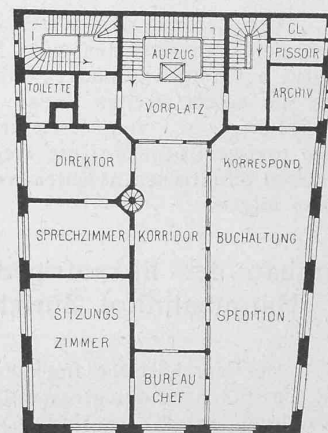 CL.
AUFZUG
PISSOIR
TOILETTE
ARCHIV
VORPLATZ
DIREKTOR
KORRESPOND.
SPRECHZIMMER
KORRIDOR
BUCHALTUNG
SITZUNGS
ZIMMER
SPEDITION
BUREAU
CHEF